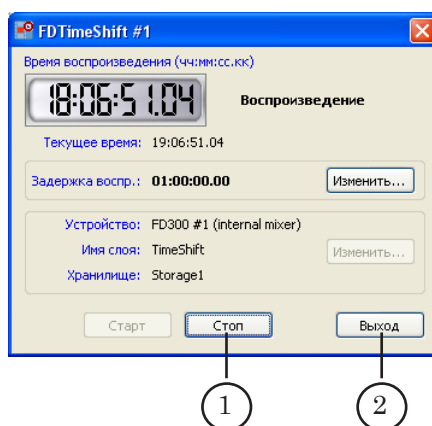 FDTimeShift #1
Время воспроизведения (чч:мм:сс.кк)
18:06:51.04 Воспроизведение
Текущее время: 19:06:51.04
Задержка воспр.: 01:00:00.00 Изменить...
Устройство: FD300 #1 (internal mixer)
Имя слоя: TimeShift Изменить...
Хранилище: Storage1
Старт Стоп Выход
1 2